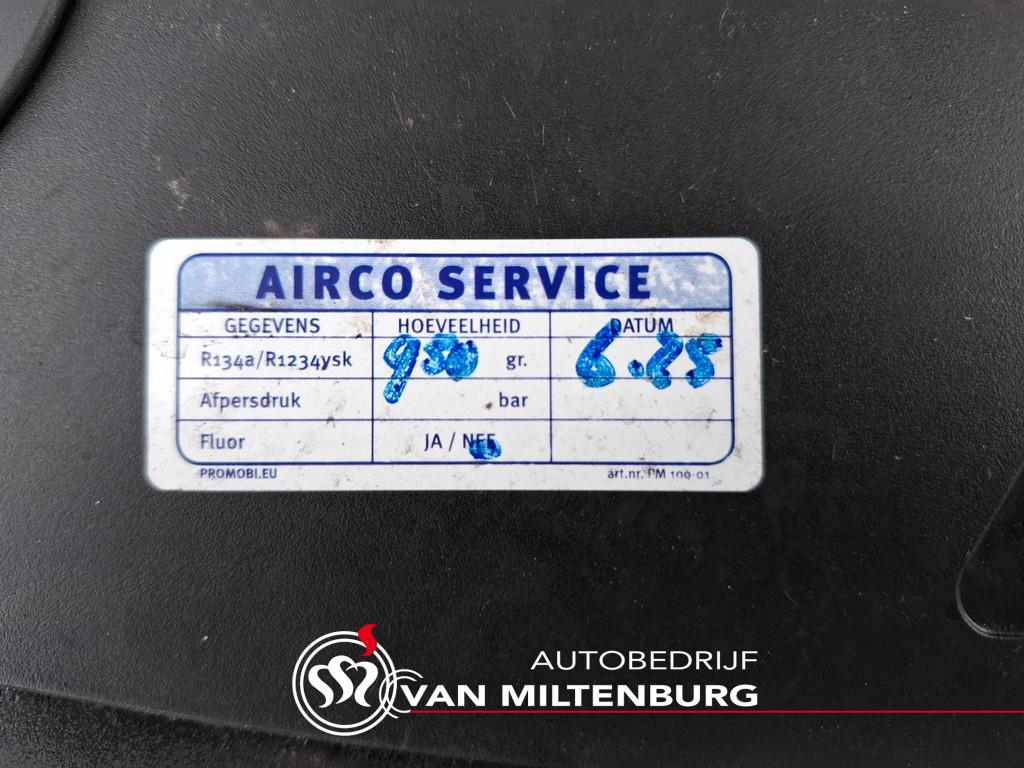 AIRCO SERVICE
GEGEVENS HOEVEELHEID DATUM
R134a/R1234ysk 950 gr. 6.25
Afpersdruk bar
Fluor JA / NEE
PROMOBI.EU art.nr. PM 100-01
AUTOBEDRIJF
VAN MILTENBURG